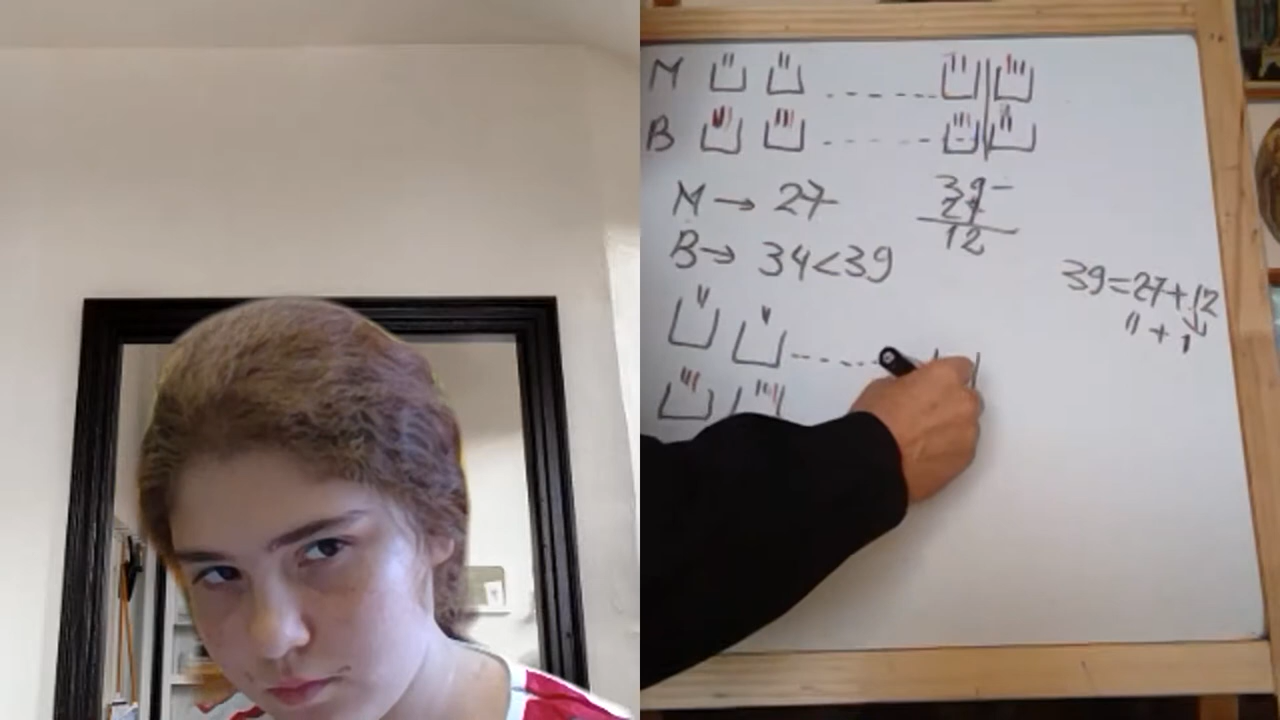 M
B
M → 27
39-
27
12
B → 34<39
39=27+12
11 + 1